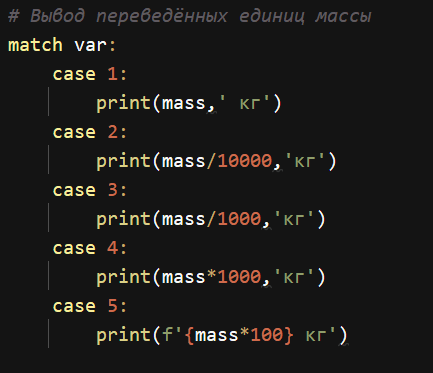 # Вывод переведённых единиц массы
match var:
    case 1:
        print(mass,' кг')
    case 2:
        print(mass/10000,'кг')
    case 3:
        print(mass/1000,'кг')
    case 4:
        print(mass*1000,'кг')
    case 5:
        print(f'{mass*100} кг')